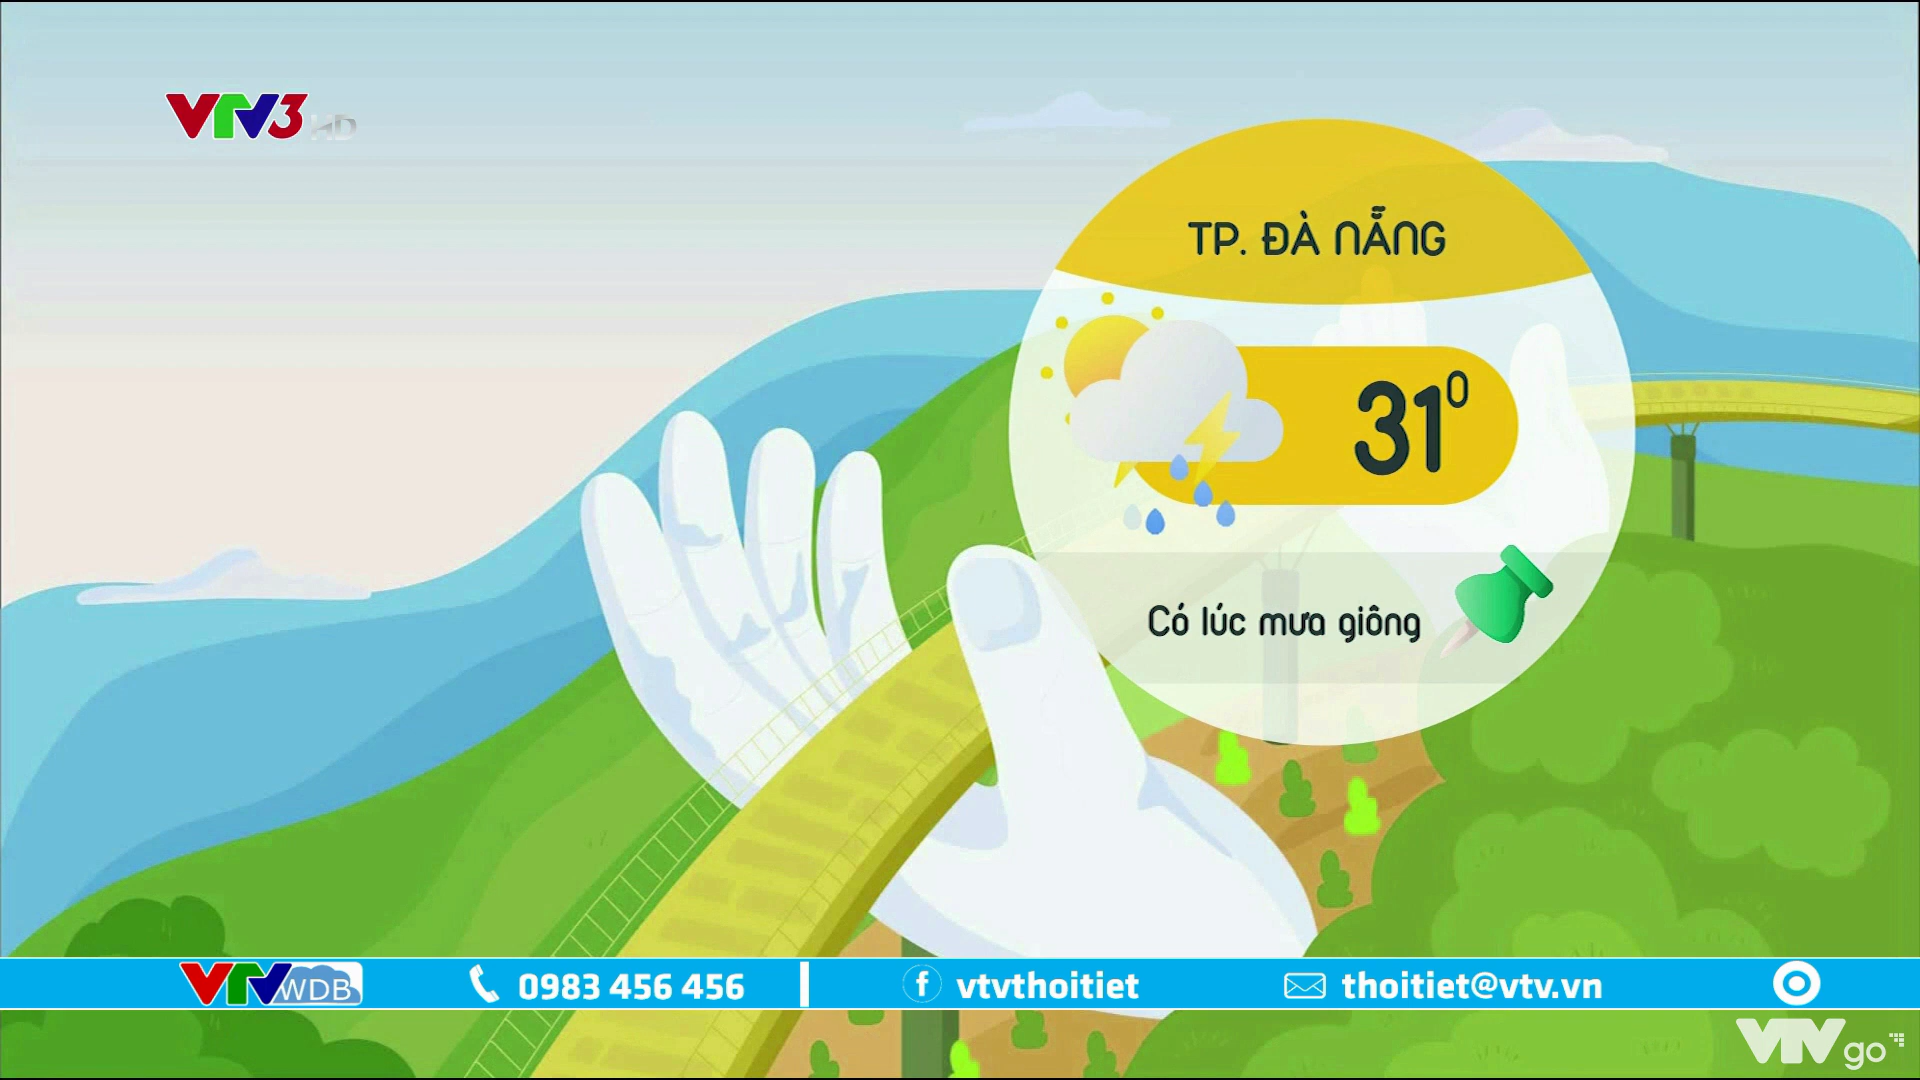 VTV3 HD
TP. ĐÀ NẴNG
31⁰
Có lúc mưa giông
VTV WDB
0983 456 456
vtvthoitiet
thoitiet@vtv.vn
VTV go